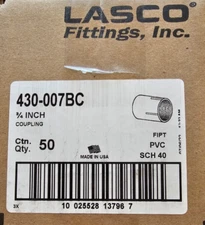 LASCO
Fittings, Inc.
430-007BC
¾ INCH
COUPLING
Ctn. 50
Qty.
FIPT
PVC
SCH 40
MADE IN USA
10 025528 13796 7